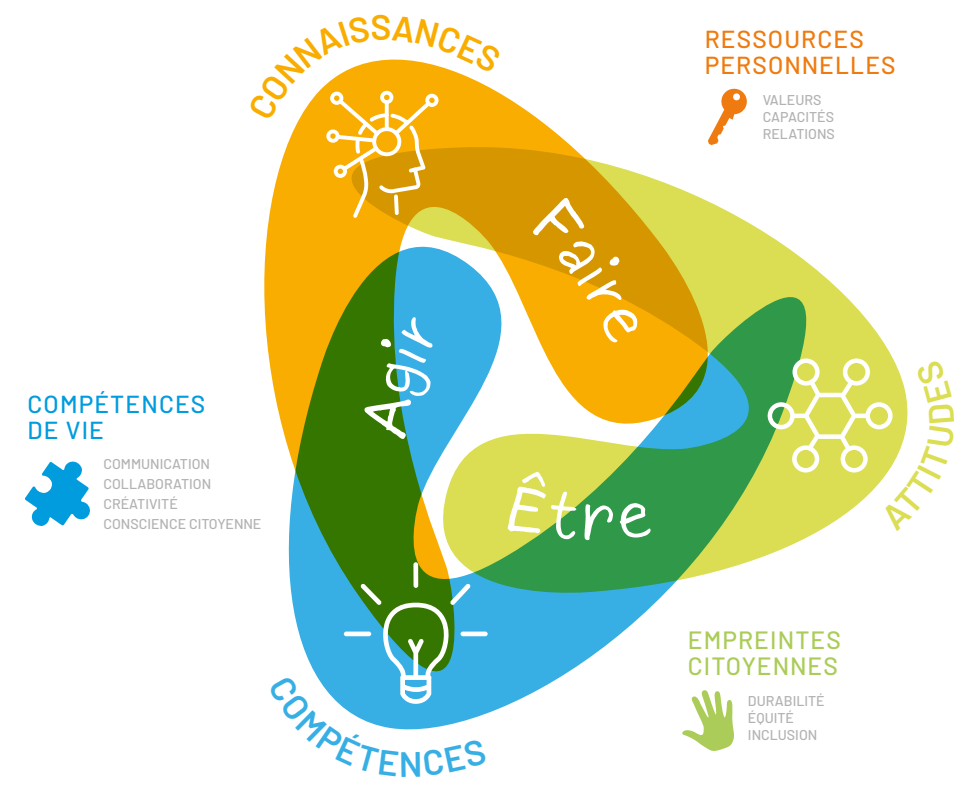 CONNAISSANCES
RESSOURCES
PERSONNELLES
VALEURS
CAPACITÉS
RELATIONS
Faire
Agir
ATTITUDES
COMPÉTENCES
DE VIE
COMMUNICATION
COLLABORATION
CRÉATIVITÉ
CONSCIENCE CITOYENNE
Être
EMPREINTES
CITOYENNES
DURABILITÉ
ÉQUITÉ
INCLUSION
COMPÉTENCES